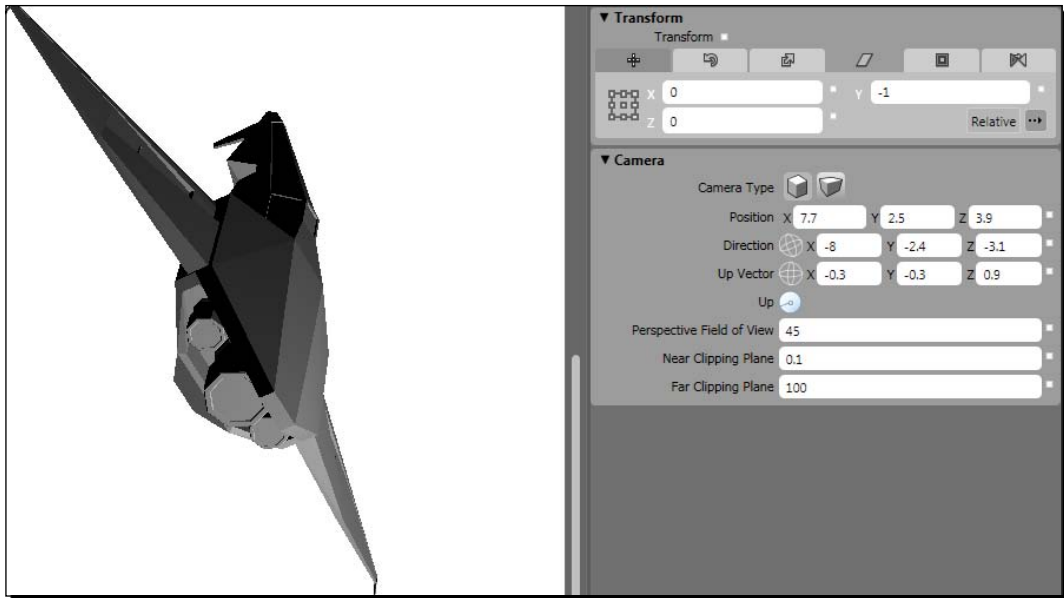 ▼ Transform
Transform
X 0 Y -1
Z 0 Relative
▼ Camera
Camera Type
Position X 7.7 Y 2.5 Z 3.9
Direction X -8 Y -2.4 Z -3.1
Up Vector X -0.3 Y -0.3 Z 0.9
Up
Perspective Field of View 45
Near Clipping Plane 0.1
Far Clipping Plane 100